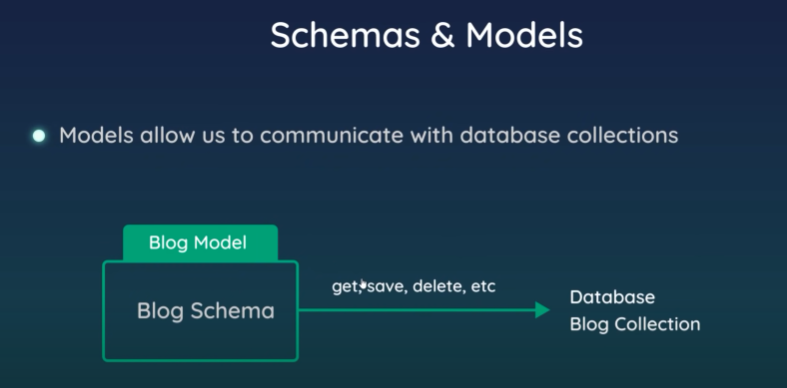 Schemas & Models
Models allow us to communicate with database collections
Blog Model
Blog Schema
get, save, delete, etc
Database
Blog Collection